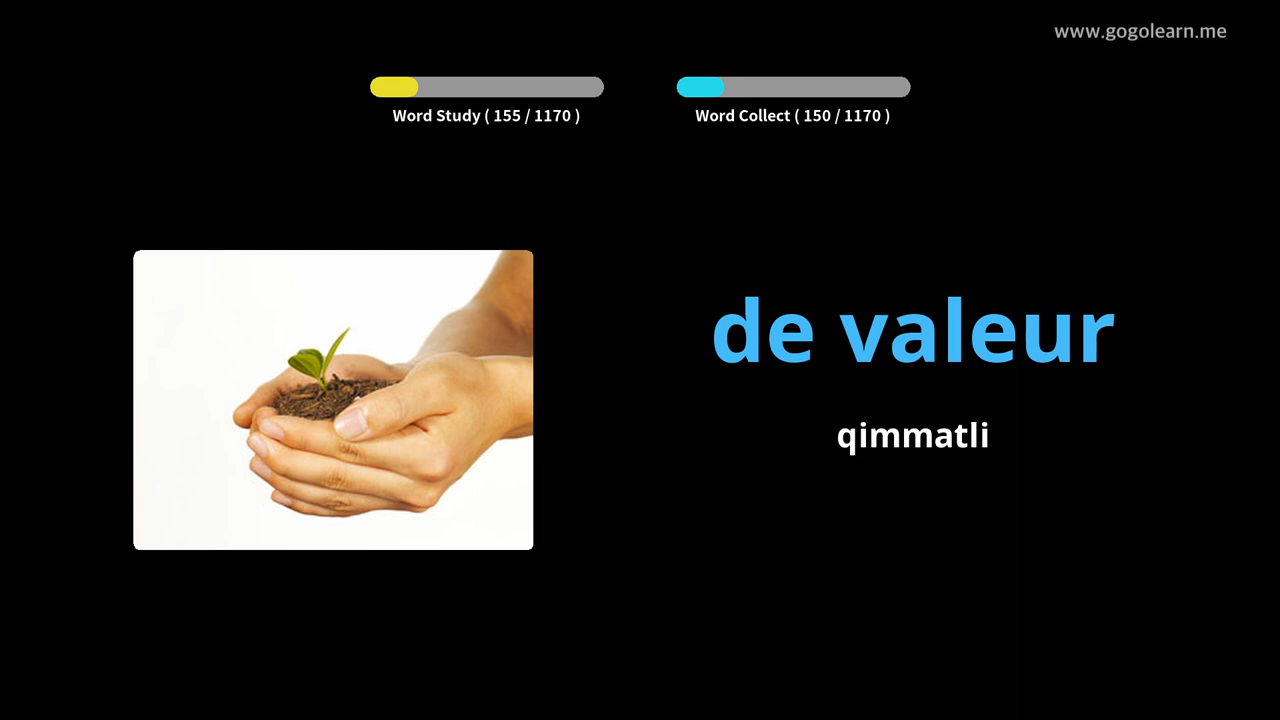 www.gogolearn.me
Word Study ( 155 / 1170 )
Word Collect ( 150 / 1170 )
de valeur
qimmatli